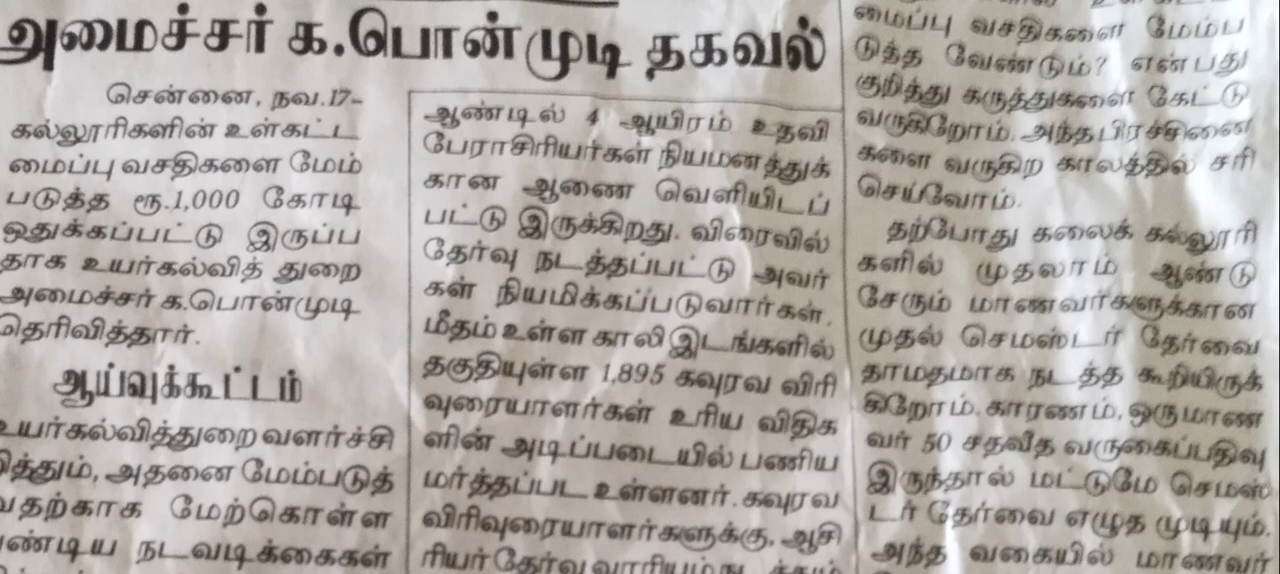 அமைச்சர் க.பொன்முடி தகவல்
சென்னை, நவ.17-
கல்லூரிகளின் உள்கட்ட
மைப்பு வசதிகளை மேம்
படுத்த ரூ.1,000 கோடி
ஒதுக்கப்பட்டு இருப்ப
தாக உயர்கல்வித் துறை
அமைச்சர் க.பொன்முடி
தெரிவித்தார்.
ஆய்வுக்கூட்டம்
உயர்கல்வித்துறை வளர்ச்சி
அதனை மேம்படுத்
வதற்காக மேற்கொள்ள
நடவடிக்கைகள்
ஆண்டில் 4 ஆயிரம் உதவி
பேராசிரியர்கள் நியமனத்துக்
கான ஆணை வெளியிடப்
பட்டு இருக்கிறது. விரைவில்
தேர்வு நடத்தப்பட்டு அவர்
கள் நியமிக்கப்படுவார்கள்.
மீதம் உள்ள காலி இடங்களில்
தகுதியுள்ள 1,895 கவுரவ விரி
வுரையாளர்கள் உரிய விதிக
ளின் அடிப்படையில் பணிய
மர்த்தப்பட உள்ளனர். கவுரவ
விரிவுரையாளர்களுக்கு, ஆசி
ரியர் தேர்வு வாரியம்
மைப்பு வசதிகளை மேம்ப
டுத்த வேண்டும்? என்பது
குறித்து கருத்துகளை கேட்டு
வருகிறோம். அந்த பிரச்சினை
களை வருகிற காலத்தில் சரி
செய்வோம்.
தற்போது கலைக் கல்லூரி
களில் முதலாம் ஆண்டு
சேரும் மாணவர்களுக்கான
முதல் செமஸ்டர் தேர்வை
தாமதமாக நடத்த கூறியிருக்
கிறோம். காரணம், ஒரு மாண
வர் 50 சதவீத வருகைப்பதிவு
இருந்தால் மட்டுமே செமஸ்
டர் தேர்வை எழுத முடியும்.
அந்த வகையில் மாணவர்